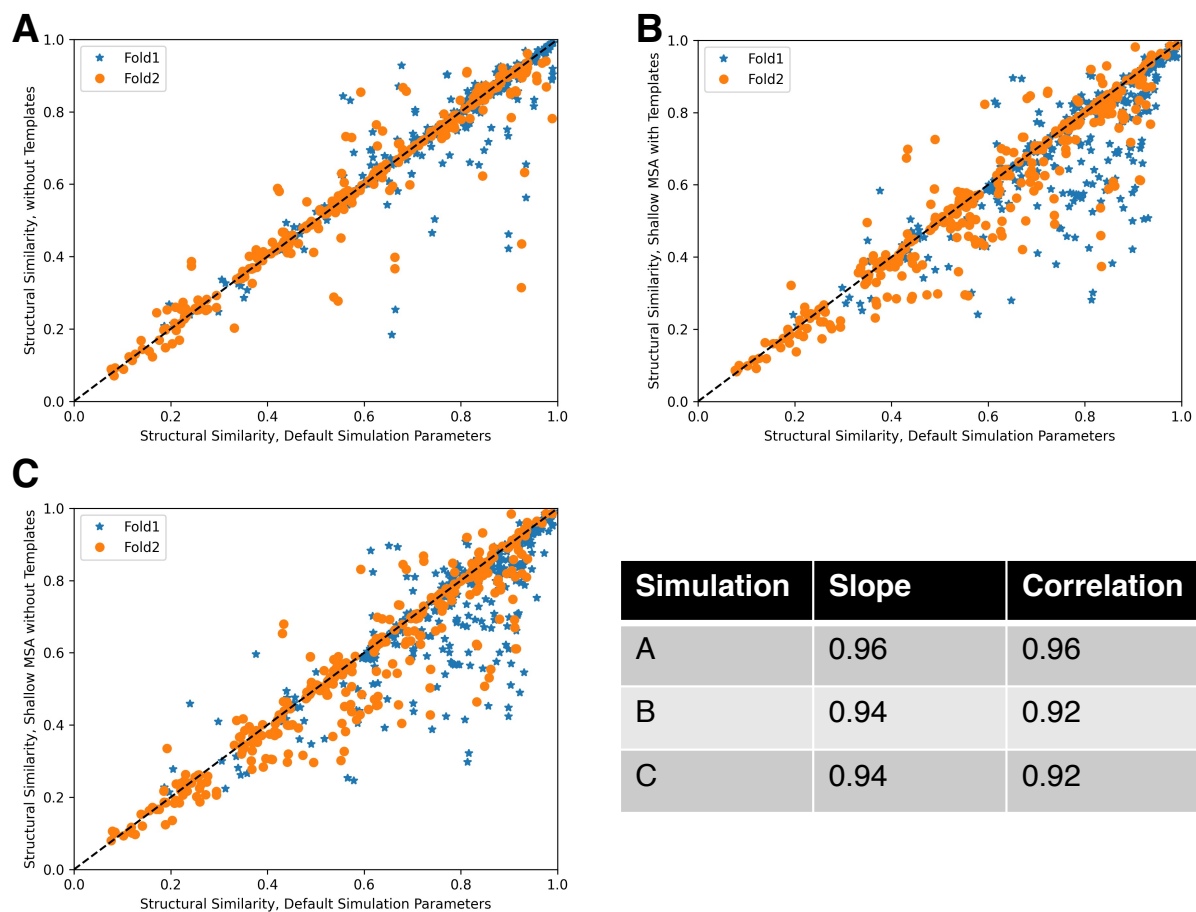 A
Structural Similarity, without Templates
1.0
0.8
0.6
0.4
0.2
0.0
Fold1
Fold2
0.0 0.2 0.4 0.6 0.8 1.0
Structural Similarity, Default Simulation Parameters
B
Structural Similarity, Shallow MSA with Templates
1.0
0.8
0.6
0.4
0.2
0.0
Fold1
Fold2
0.0 0.2 0.4 0.6 0.8 1.0
Structural Similarity, Default Simulation Parameters
C
Structural Similarity, Shallow MSA without Templates
1.0
0.8
0.6
0.4
0.2
0.0
Fold1
Fold2
0.0 0.2 0.4 0.6 0.8 1.0
Structural Similarity, Default Simulation Parameters
Simulation Slope Correlation
A 0.96 0.96
B 0.94 0.92
C 0.94 0.92